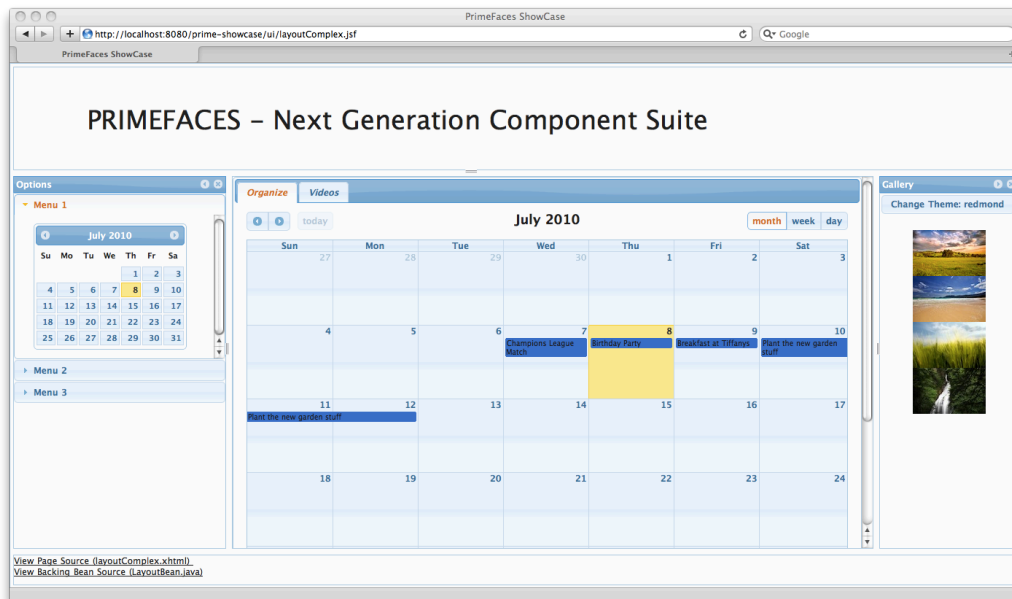 PrimeFaces ShowCase
http://localhost:8080/prime-showcase/ui/layoutComplex.jsf
Google
PrimeFaces ShowCase
PRIMEFACES – Next Generation Component Suite
Options
Menu 1
July 2010
Su Mo Tu We Th Fr Sa
1 2 3
4 5 6 7 8 9 10
11 12 13 14 15 16 17
18 19 20 21 22 23 24
25 26 27 28 29 30 31
Menu 2
Menu 3
Organize Videos
today July 2010 month week day
Sun Mon Tue Wed Thu Fri Sat
27 28 29 30 1 2 3
4 5 6 7 8 9 10
Champions League
Match
Birthday Party
Breakfast at Tiffanys
Plant the new garden
stuff
11 12 13 14 15 16 17
Plant the new garden stuff
18 19 20 21 22 23 24
Gallery
Change Theme: redmond
View Page Source (layoutComplex.xhtml)
View Backing Bean Source (LayoutBean.java)